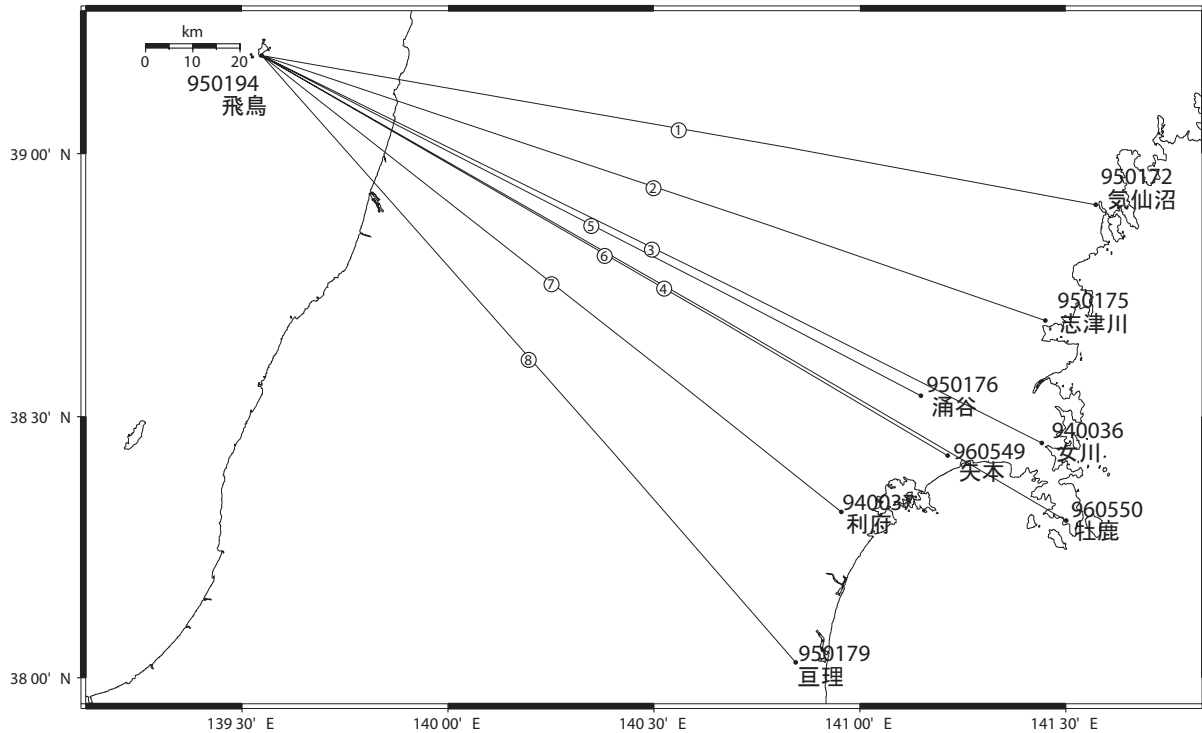 km
0 10 20
950194
飛鳥
①
39 00' N
950172
気仙沼
②
⑤
③
⑥
⑦
④
950175
志津川
⑧
950176
涌谷
38 30' N
940036
女川
960549
矢本
940037
利府
960550
牡鹿
950179
亘理
38 00' N
139 30' E
140 00' E
140 30' E
141 00' E
141 30' E